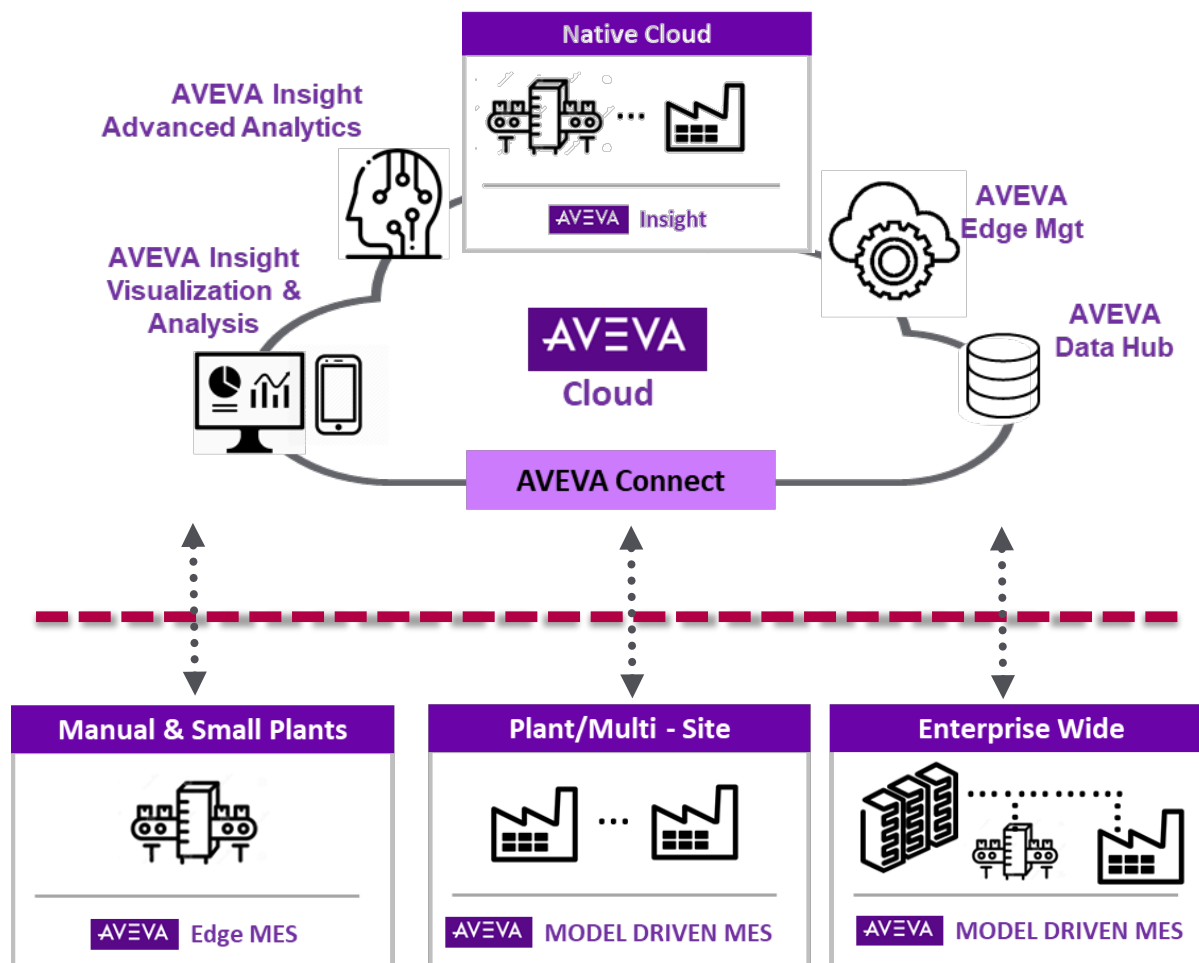 Native Cloud
AVEVA Insight
Advanced Analytics
AVEVA Insight
AVEVA
Edge Mgt
AVEVA Insight
Visualization &
Analysis
AVEVA
Data Hub
AVEVA
Cloud
AVEVA Connect
Manual & Small Plants
Plant/Multi - Site
Enterprise Wide
AVEVA Edge MES
AVEVA MODEL DRIVEN MES
AVEVA MODEL DRIVEN MES